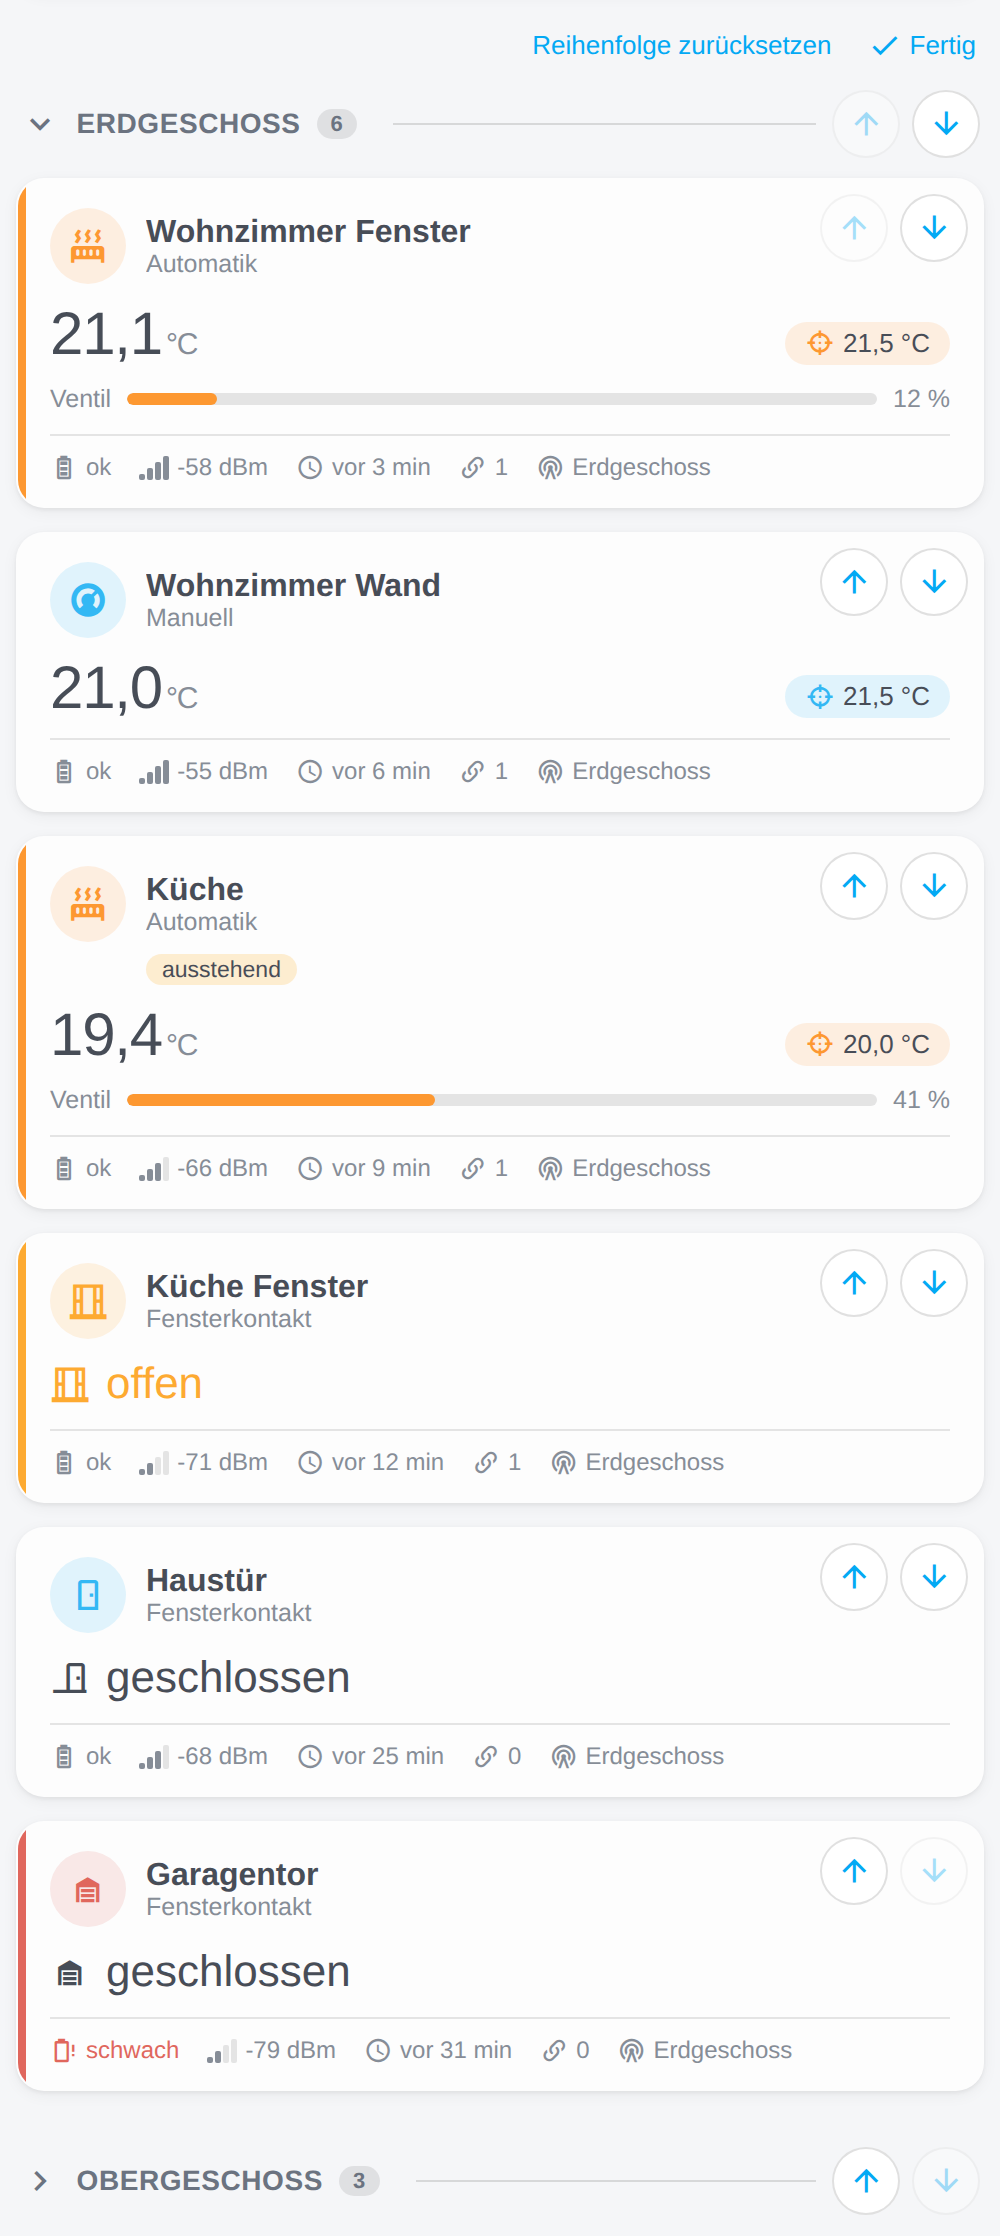 Reihenfolge zurücksetzen Fertig
ERDGESCHOSS 6
Wohnzimmer Fenster
Automatik
21,1 °C 21,5 °C
Ventil 12 %
ok -58 dBm vor 3 min 1 Erdgeschoss
Wohnzimmer Wand
Manuell
21,0 °C 21,5 °C
ok -55 dBm vor 6 min 1 Erdgeschoss
Küche
Automatik
ausstehend
19,4 °C 20,0 °C
Ventil 41 %
ok -66 dBm vor 9 min 1 Erdgeschoss
Küche Fenster
Fensterkontakt
offen
ok -71 dBm vor 12 min 1 Erdgeschoss
Haustür
Fensterkontakt
geschlossen
ok -68 dBm vor 25 min 0 Erdgeschoss
Garagentor
Fensterkontakt
geschlossen
schwach -79 dBm vor 31 min 0 Erdgeschoss
OBERGESCHOSS 3